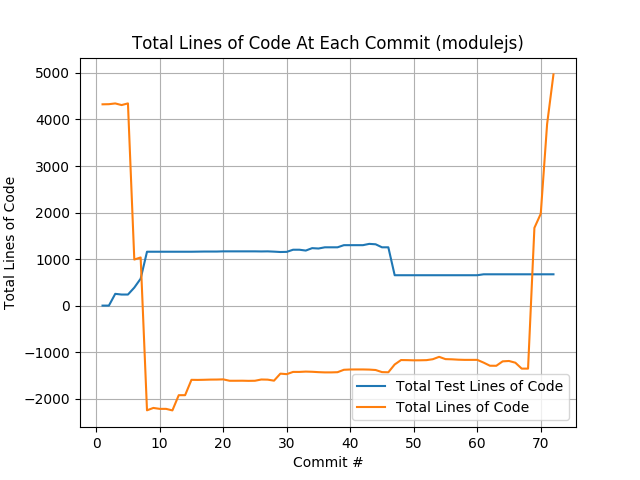 Total Lines of Code At Each Commit (modulejs)
Total Lines of Code
5000
4000
3000
2000
1000
0
−1000
−2000
Total Test Lines of Code
Total Lines of Code
0 10 20 30 40 50 60 70
Commit #